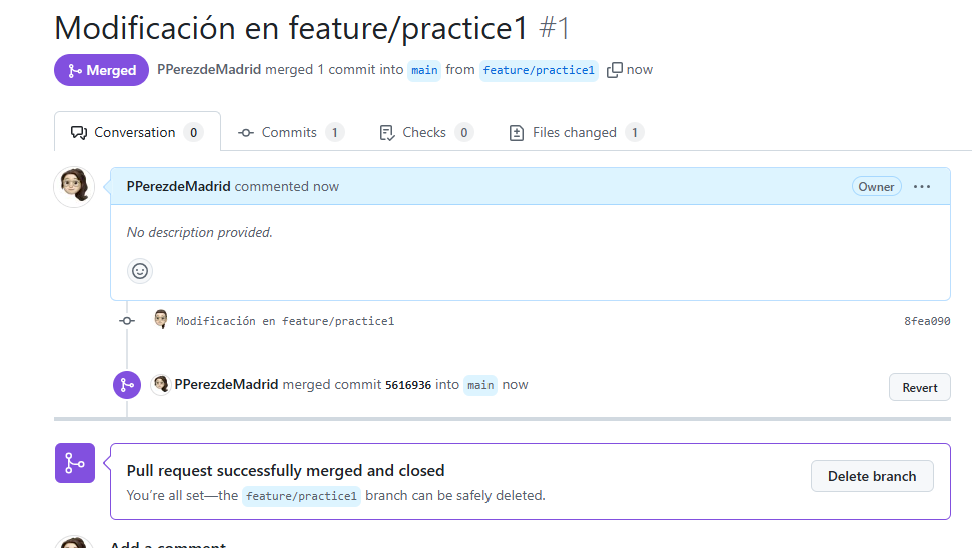 Modificación en feature/practice1 #1
Merged PPerezdeMadrid merged 1 commit into main from feature/practice1 now
Conversation 0 Commits 1 Checks 0 Files changed 1
PPerezdeMadrid commented now Owner ...
No description provided.
Modificación en feature/practice1 8fea090
PPerezdeMadrid merged commit 5616936 into main now Revert
Pull request successfully merged and closed
You're all set—the feature/practice1 branch can be safely deleted. Delete branch
Add a comment